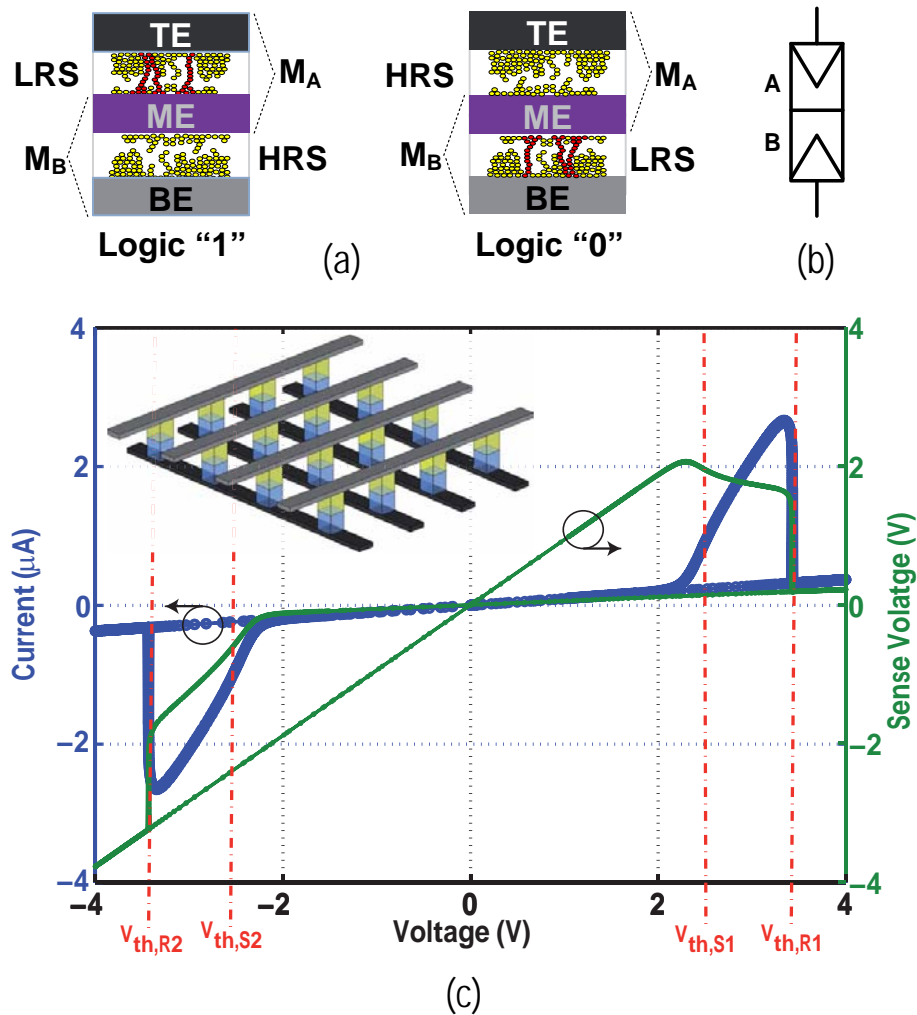 TE
TE
LRS
HRS
M_A
M_A
ME
ME
A
B
M_B
HRS
M_B
LRS
BE
BE
Logic “1”
(a)
Logic “0”
(b)
4
4
2
2
0
0
−2
−2
−4
−4
Current (μA)
Sense Volatge (V)
−4
−2
0
2
4
V_th,R2
V_th,S2
Voltage (V)
V_th,S1
V_th,R1
(c)